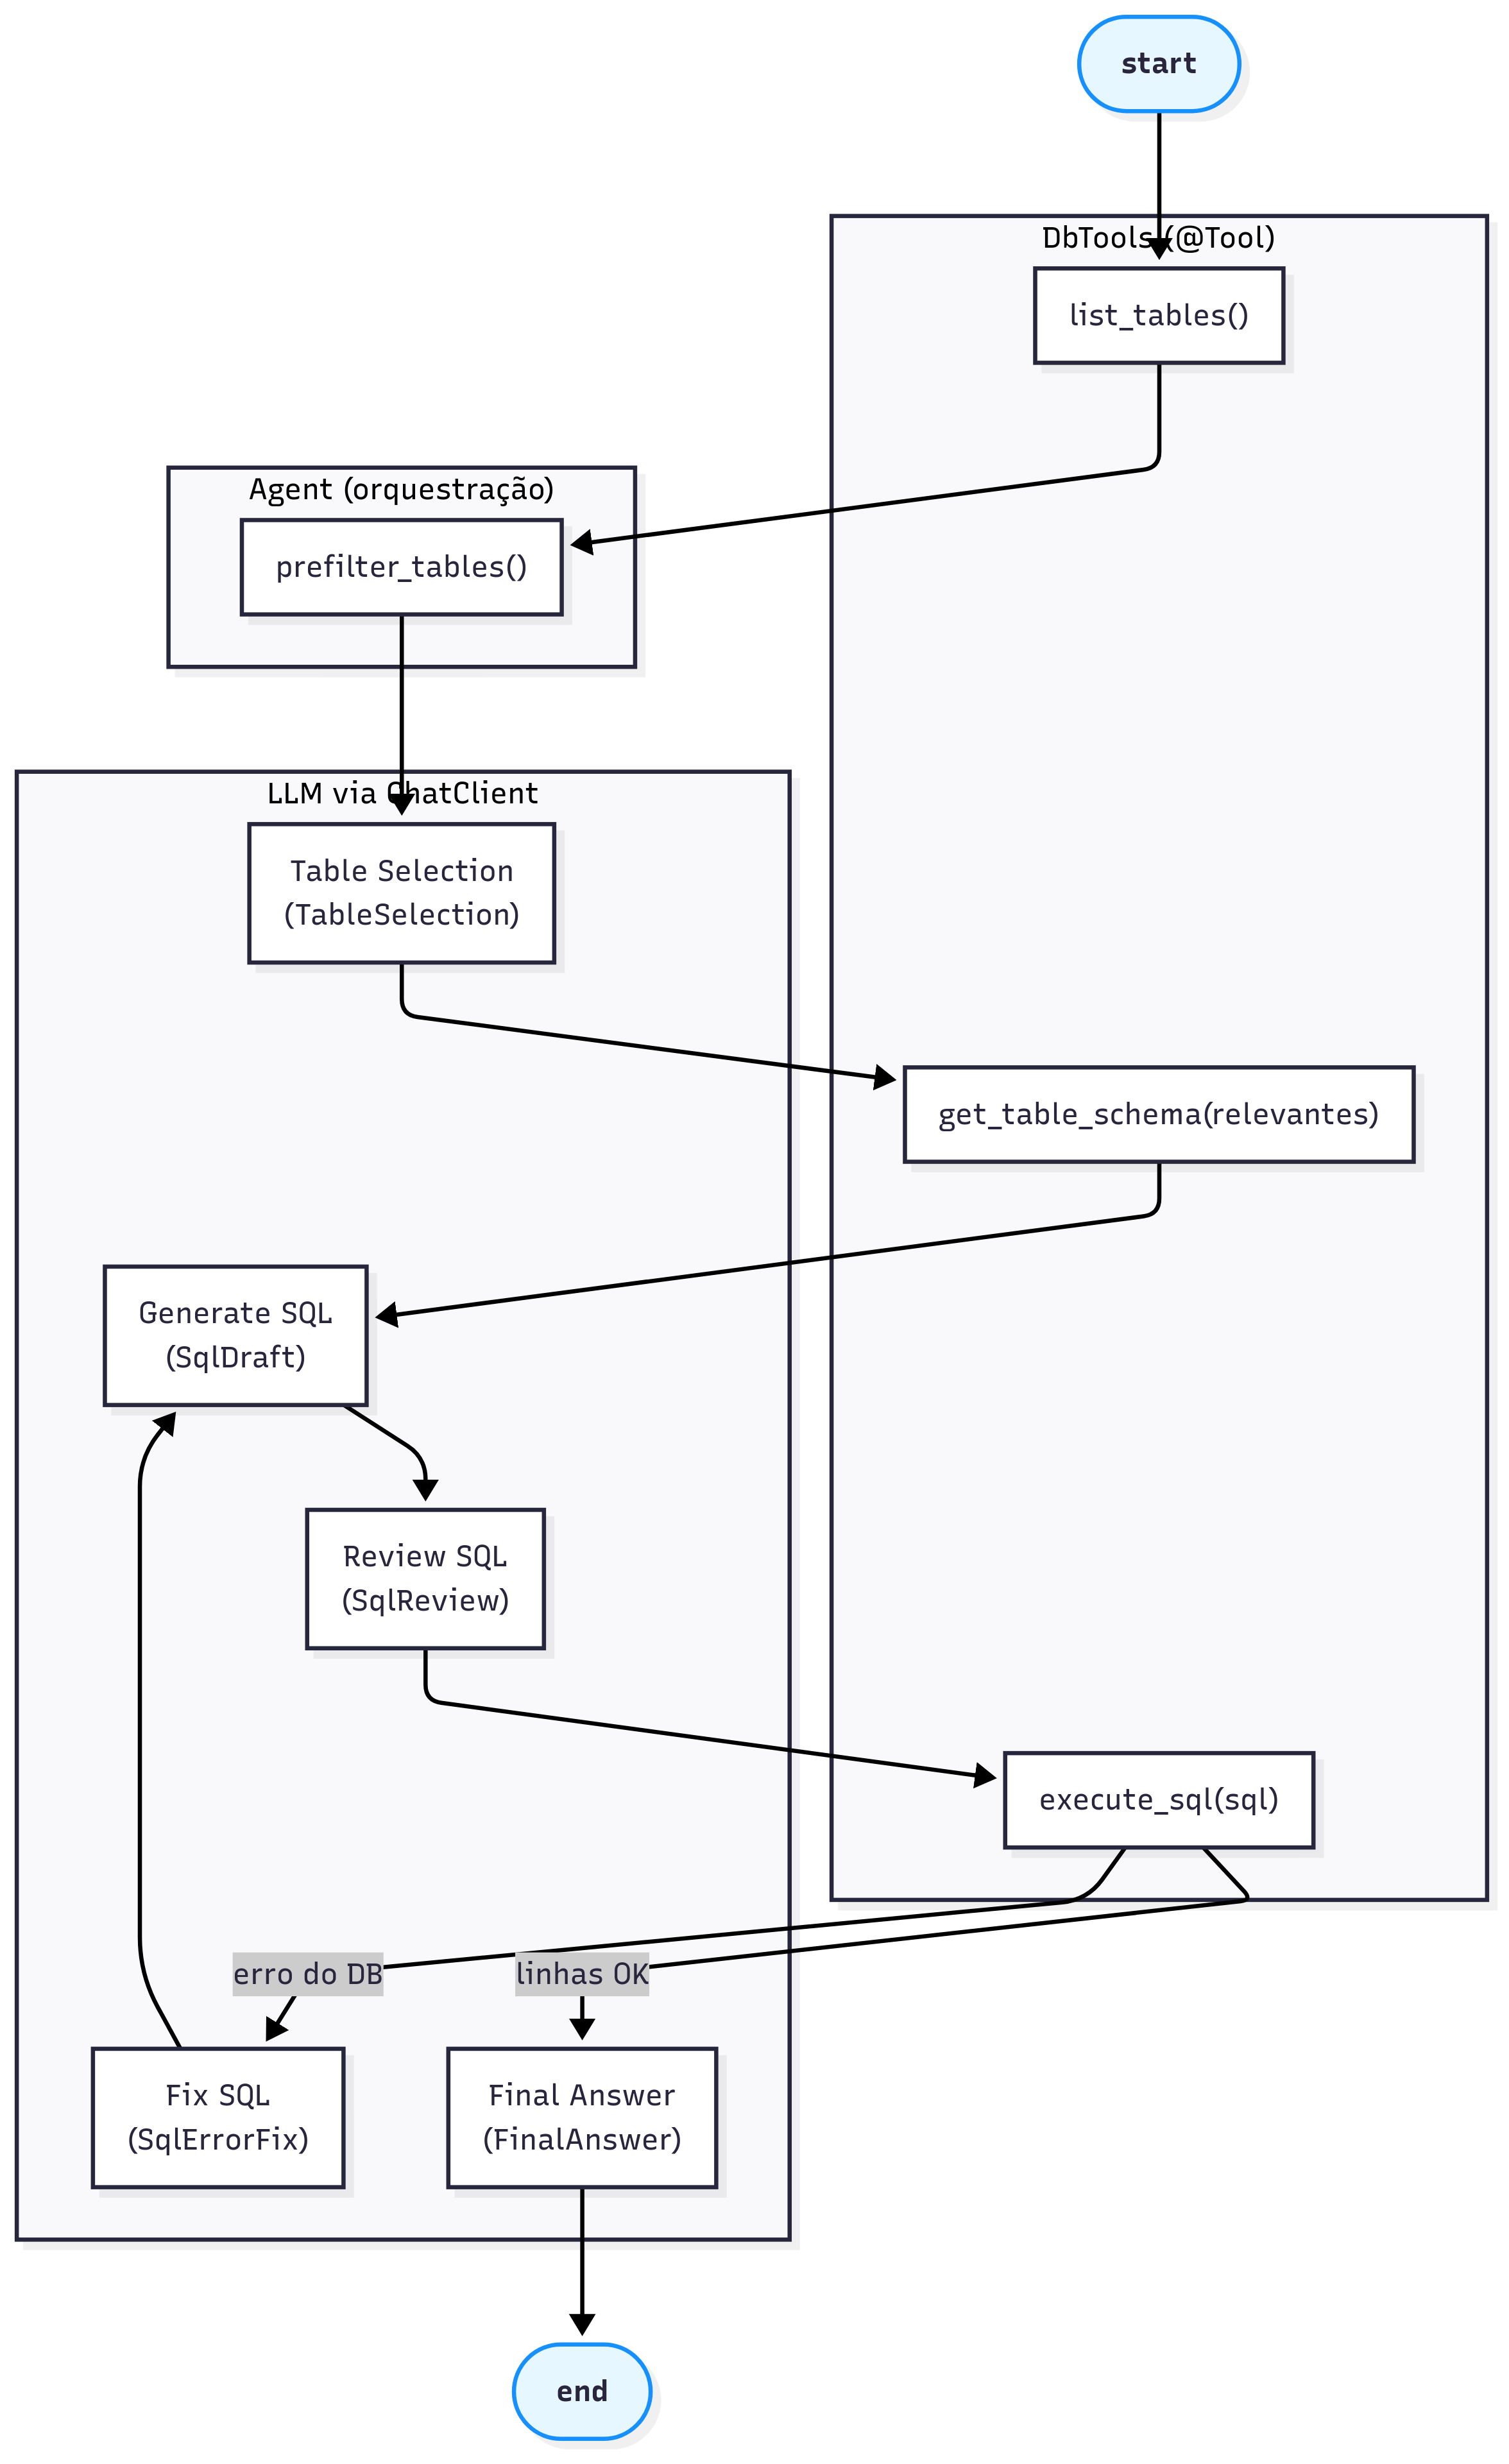 start
DbTools (@Tool)
list_tables()
Agent (orquestração)
prefilter_tables()
LLM via ChatClient
Table Selection
(TableSelection)
get_table_schema(relevantes)
Generate SQL
(SqlDraft)
Review SQL
(SqlReview)
execute_sql(sql)
erro do DB
linhas OK
Fix SQL
(SqlErrorFix)
Final Answer
(FinalAnswer)
end